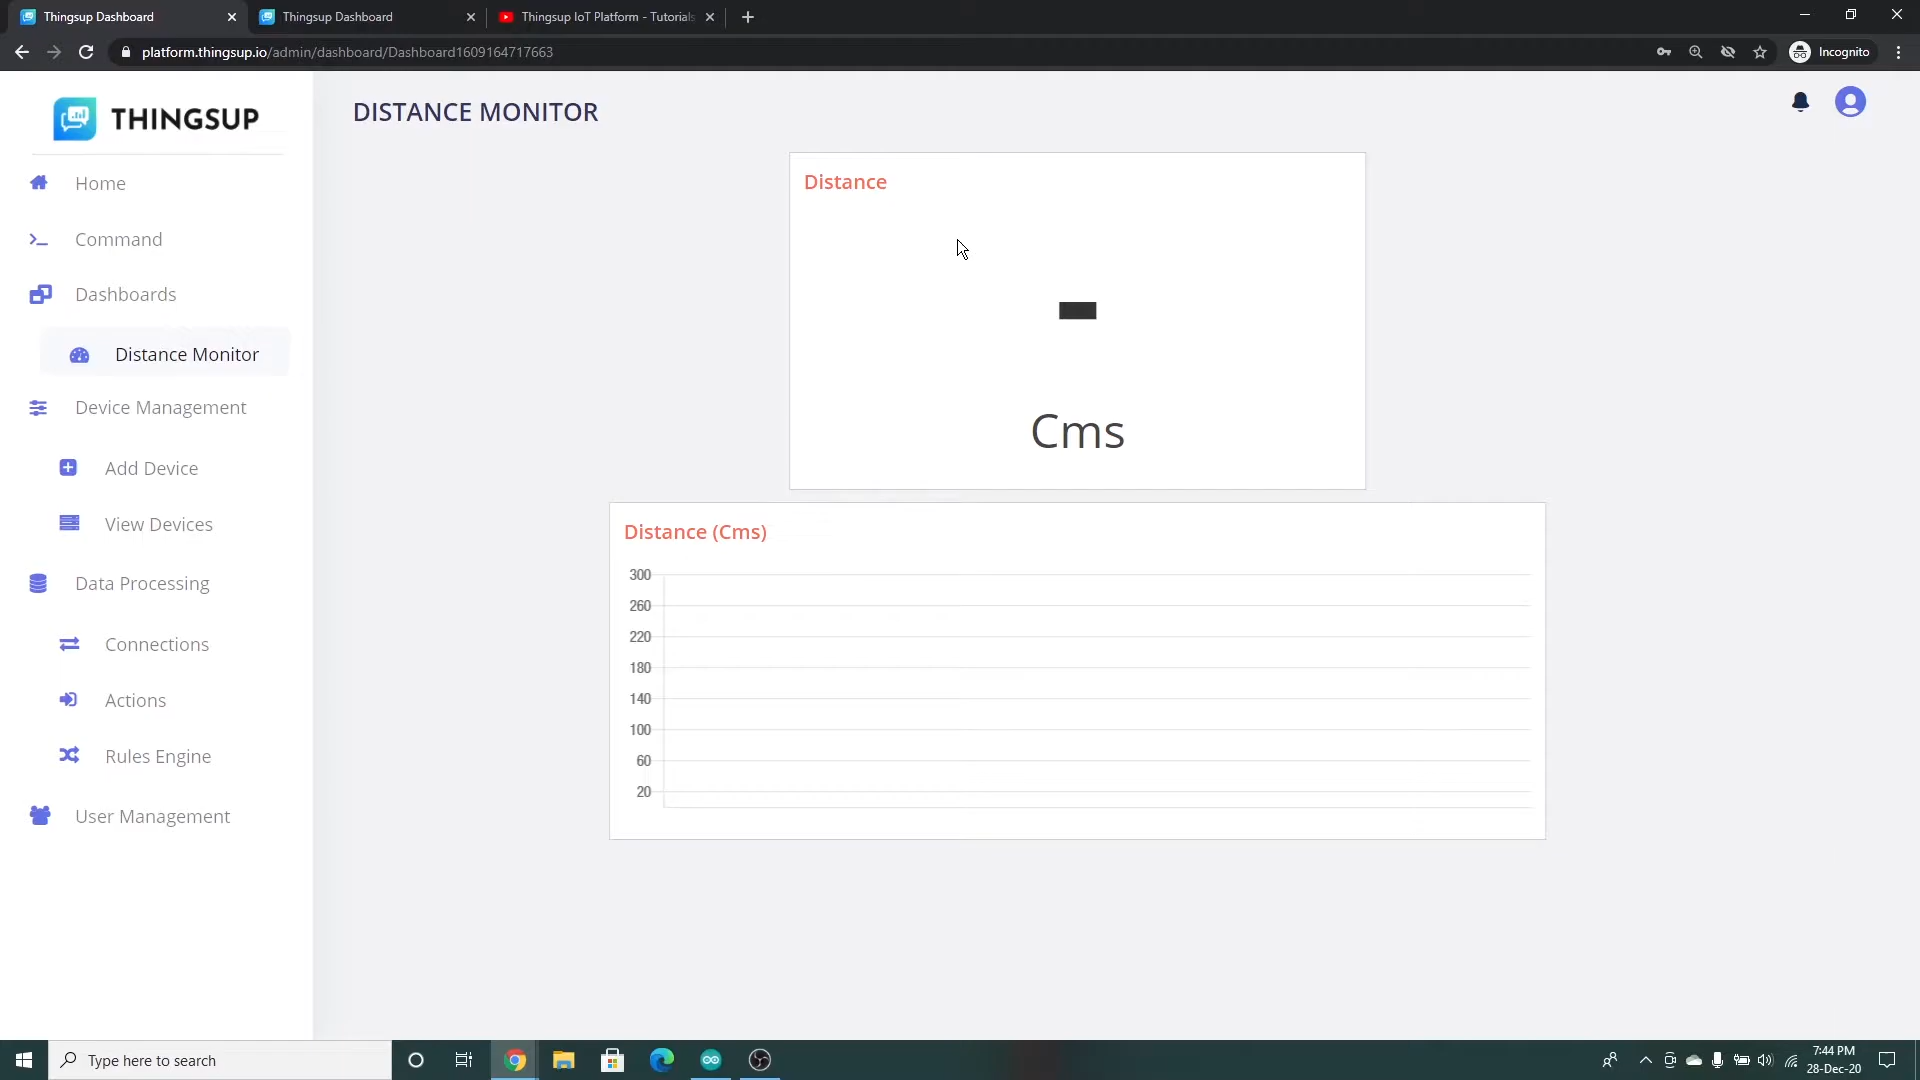 Thingsup Dashboard
Thingsup Dashboard
Thingsup IoT Platform - Tutorials
platform.thingsup.io/admin/dashboard/Dashboard1609164717663
Incognito
THINGSUP
DISTANCE MONITOR
Home
Command
Dashboards
Distance Monitor
Device Management
Add Device
View Devices
Data Processing
Connections
Actions
Rules Engine
User Management
Distance
-
Cms
Distance (Cms)
300
260
220
180
140
100
60
20
Type here to search
7:44 PM
28-Dec-20